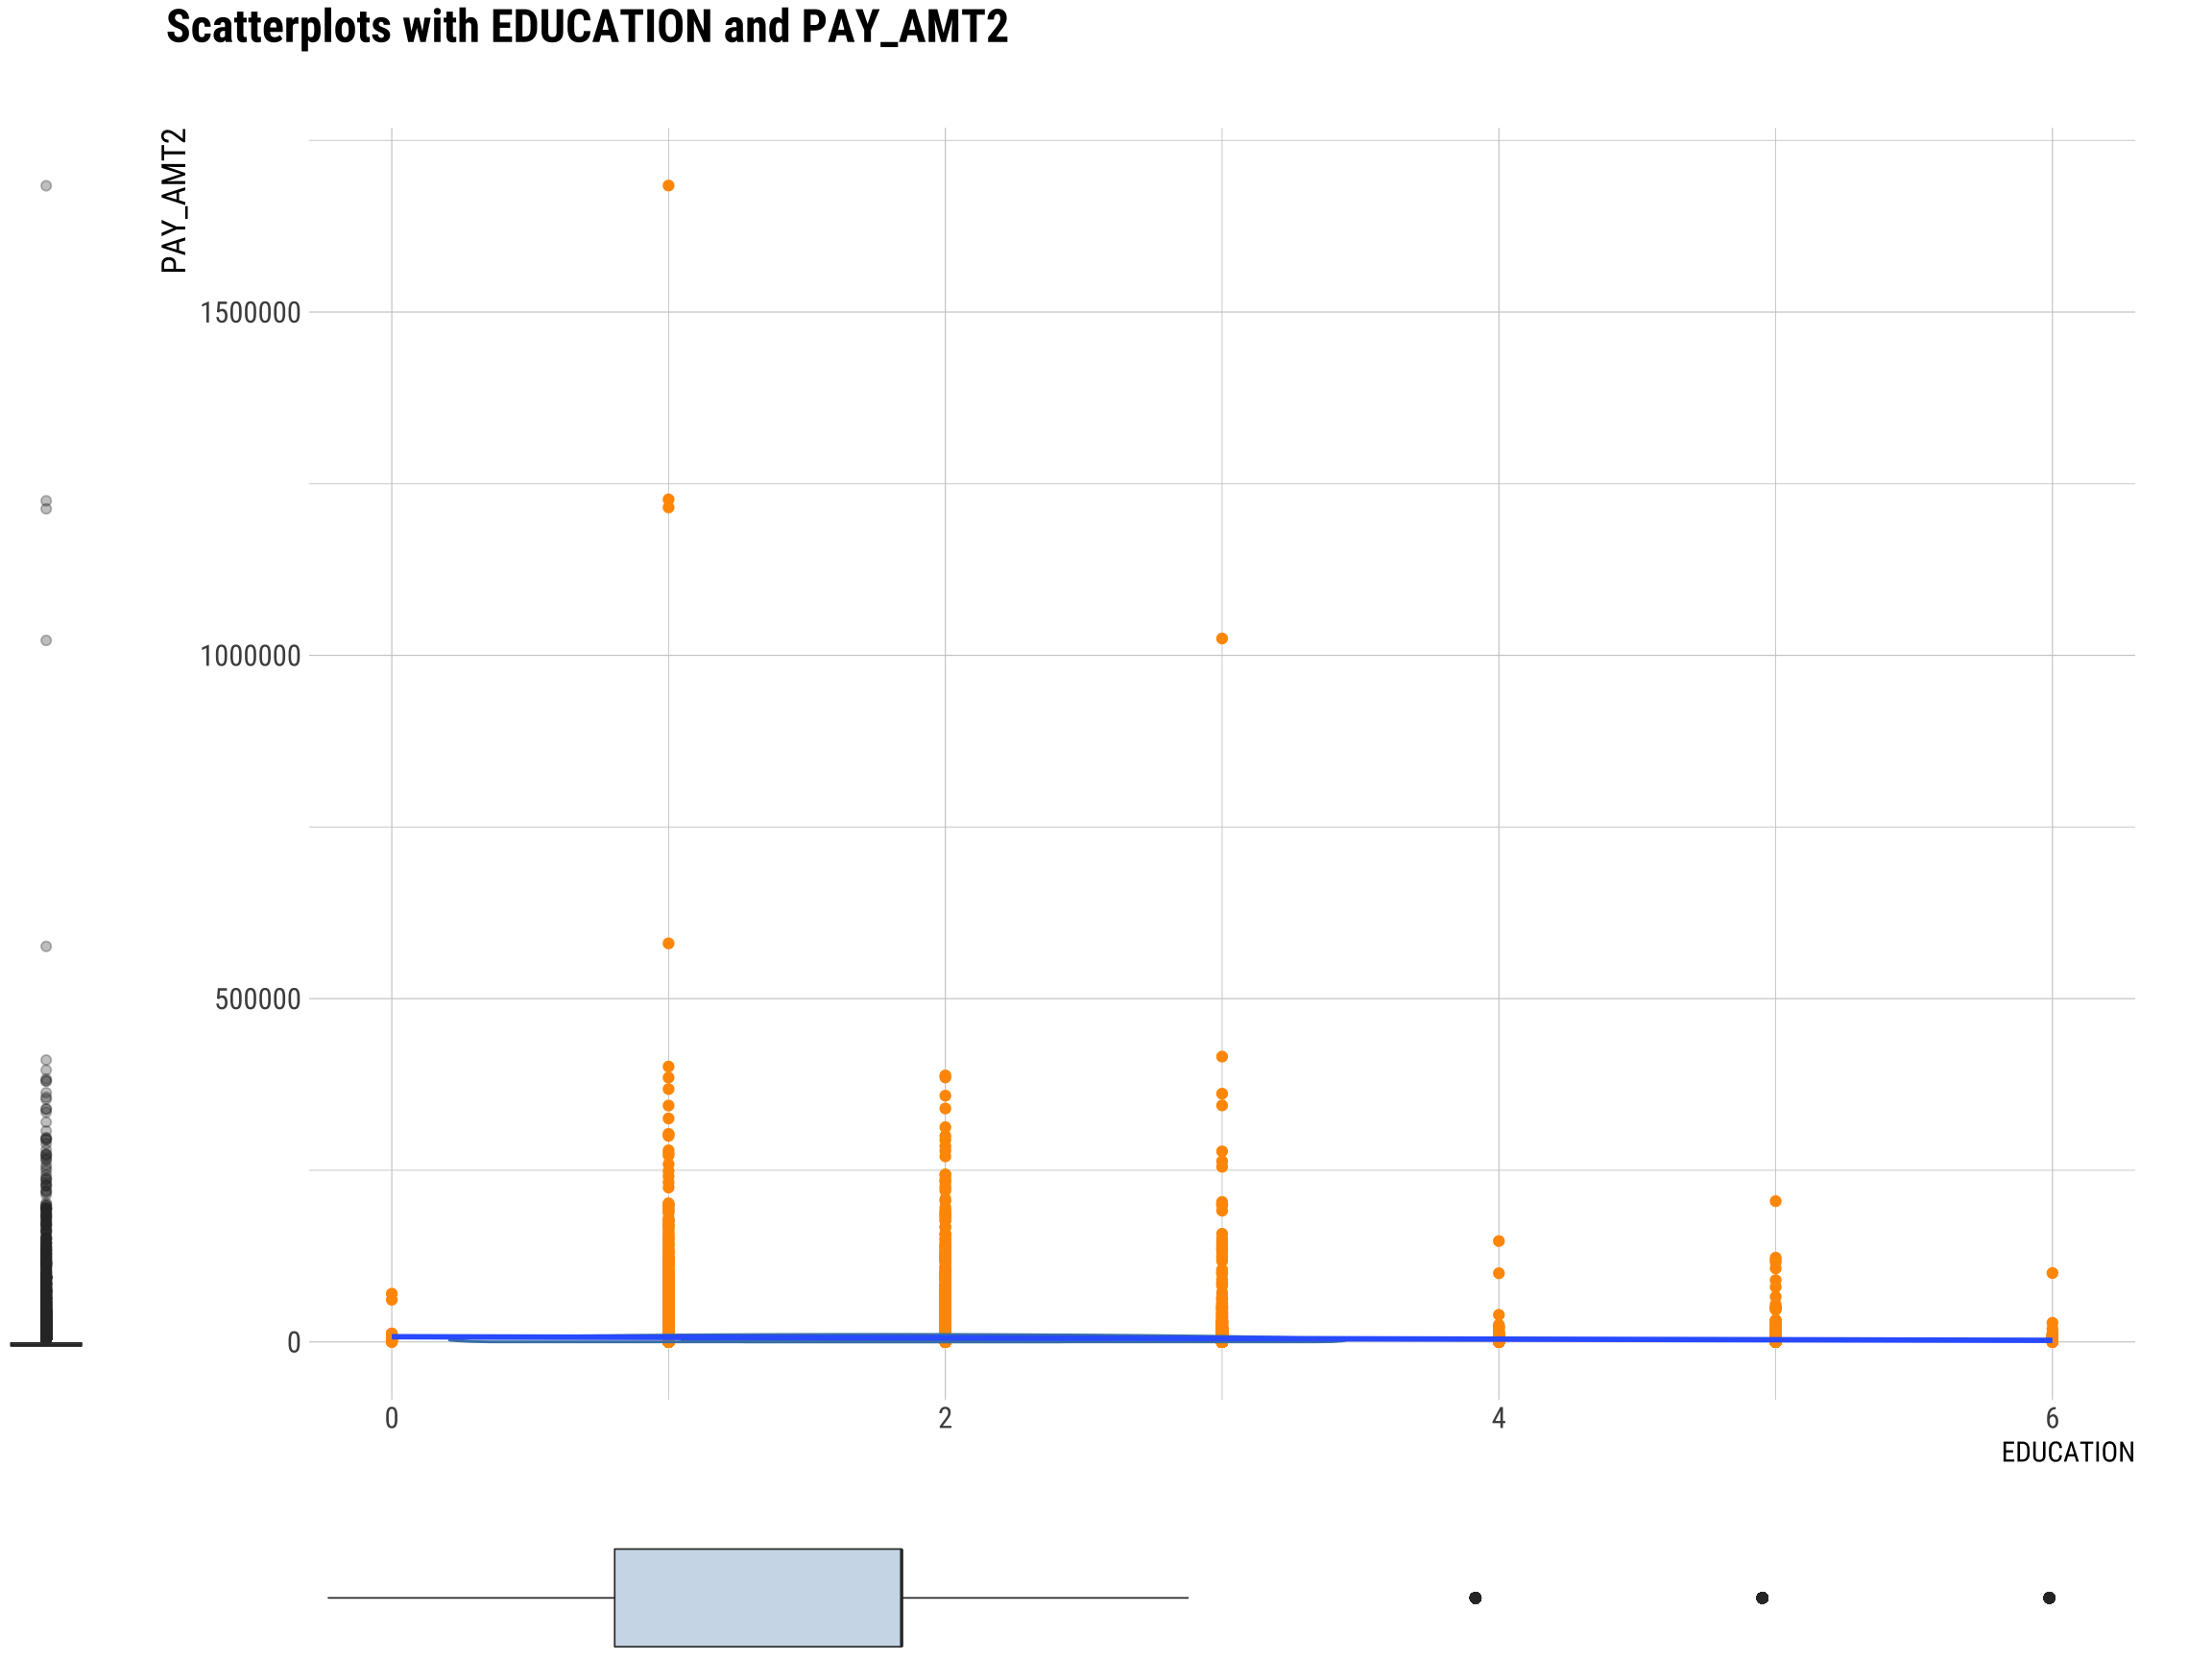 Scatterplots with EDUCATION and PAY_AMT2
PAY_AMT2
1500000
1000000
500000
0
0 2 4 6
EDUCATION